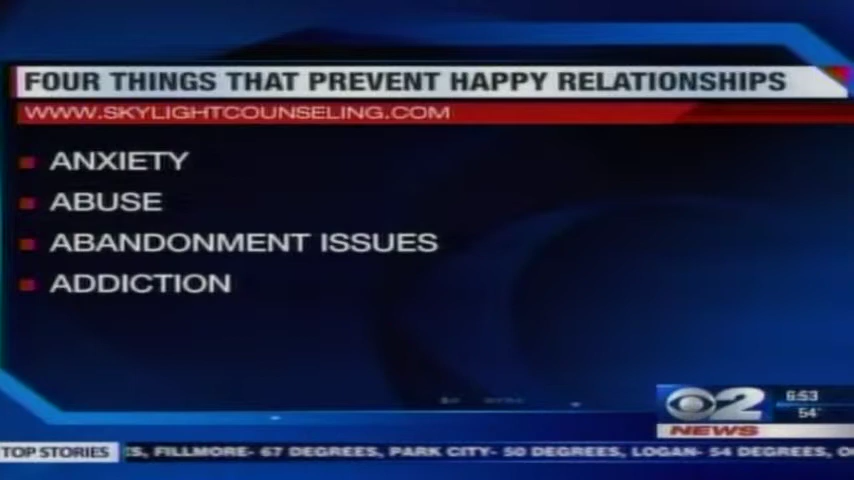 FOUR THINGS THAT PREVENT HAPPY RELATIONSHIPS
WWW.SKYLIGHTCOUNSELING.COM
ANXIETY
ABUSE
ABANDONMENT ISSUES
ADDICTION
2
6:53
54°
NEWS
TOP STORIES
S, FILLMORE- 67 DEGREES, PARK CITY- 50 DEGREES, LOGAN- 54 DEGREES, O